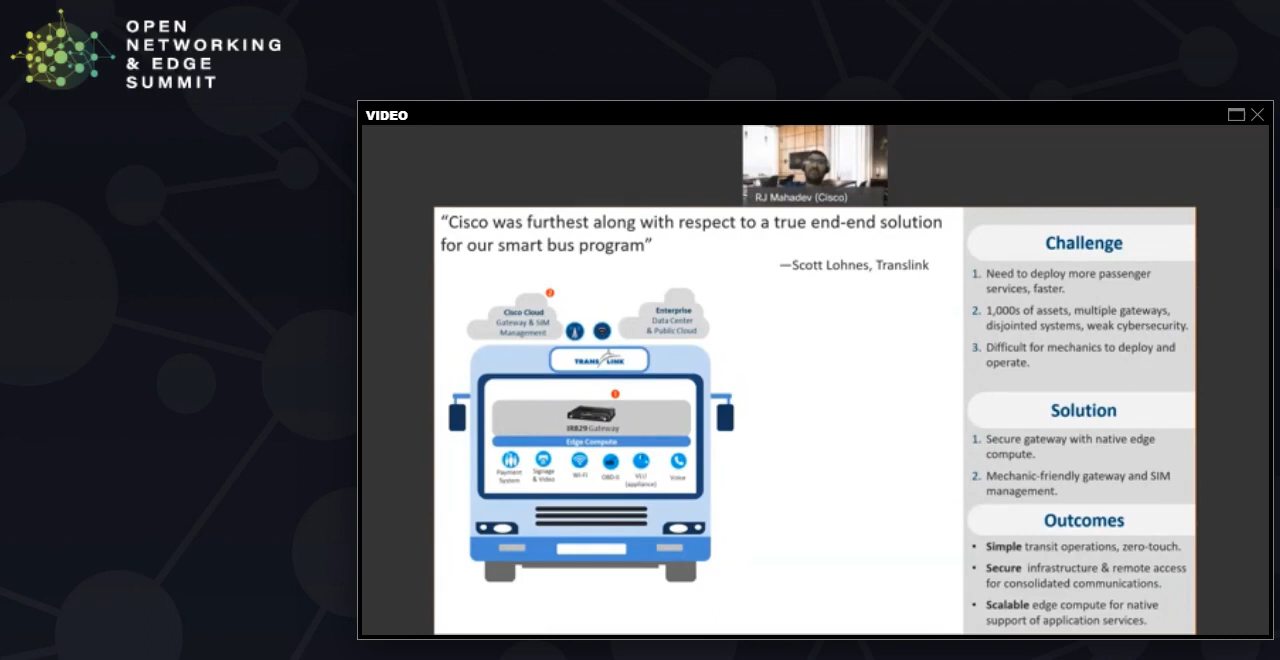 OPEN
NETWORKING
& EDGE
SUMMIT
VIDEO
RJ Mahadev (Cisco)
“Cisco was furthest along with respect to a true end-end solution
for our smart bus program”
—Scott Lohnes, Translink
Cisco Cloud
Gateway & SIM
Management
2
Enterprise
Data Center
& Public Cloud
TRANS LINK
1
IR829 Gateway
Edge Compute
Payment
System
Signage
& Video
Wi-Fi
OBD-II
(appliance)
Voice
Challenge
1. Need to deploy more passenger
services, faster.
2. 1,000s of assets, multiple gateways,
disjointed systems, weak cybersecurity.
3. Difficult for mechanics to deploy and
operate.
Solution
1. Secure gateway with native edge
compute.
2. Mechanic-friendly gateway and SIM
management.
Outcomes
• Simple transit operations, zero-touch.
• Secure infrastructure & remote access
for consolidated communications.
• Scalable edge compute for native
support of application services.